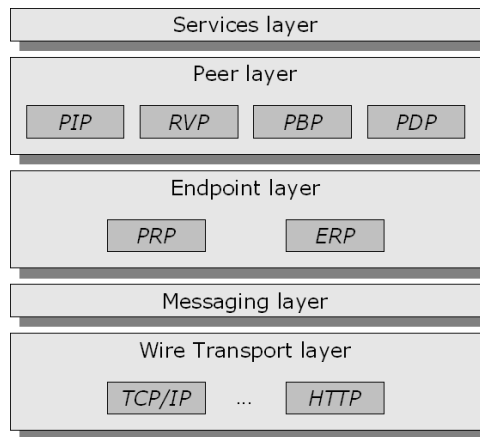 Services layer
Peer layer
PIP RVP PBP PDP
Endpoint layer
PRP ERP
Messaging layer
Wire Transport layer
TCP/IP ... HTTP